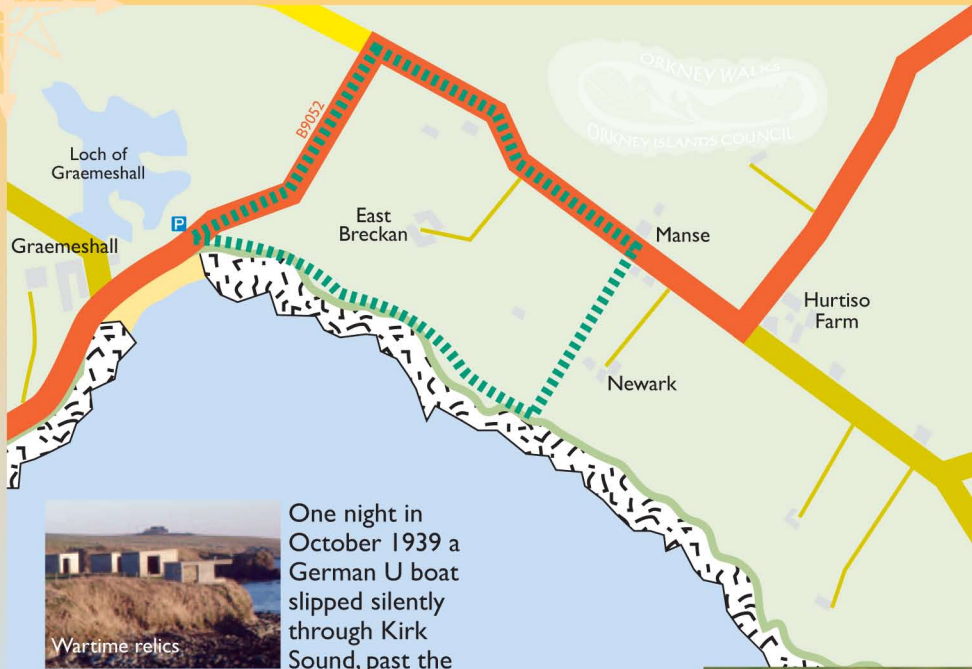 ORKNEY WALKS
ORKNEY ISLANDS COUNCIL
B9052
Loch of
Graemeshall
P
Graemeshall
East
Breckan
Manse
Hurtiso
Farm
Newark
Wartime relics
One night in
October 1939 a
German U boat
slipped silently
through Kirk
Sound, past the